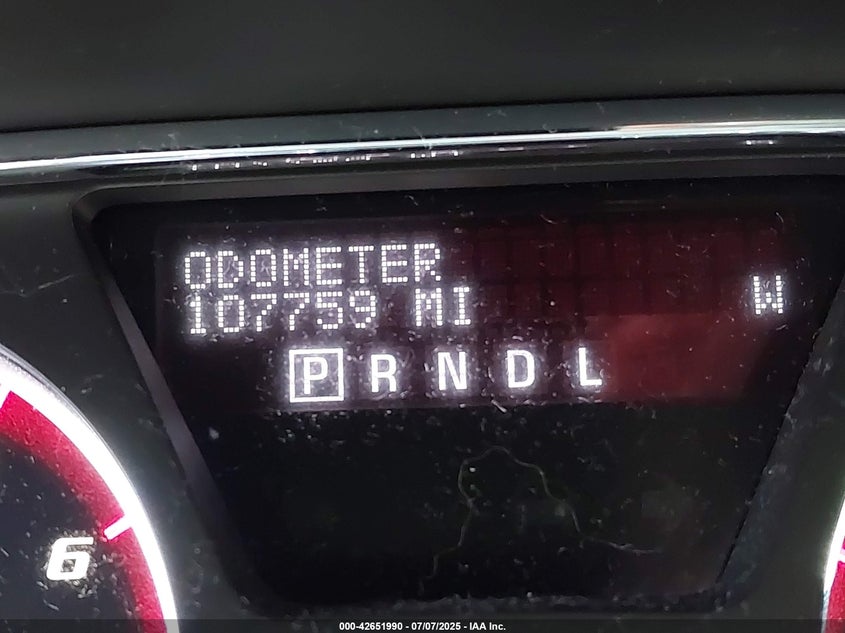 ODOMETER
107759 MI W
P R N D L
6
000-42651990 - 07/07/2025 - IAA Inc.